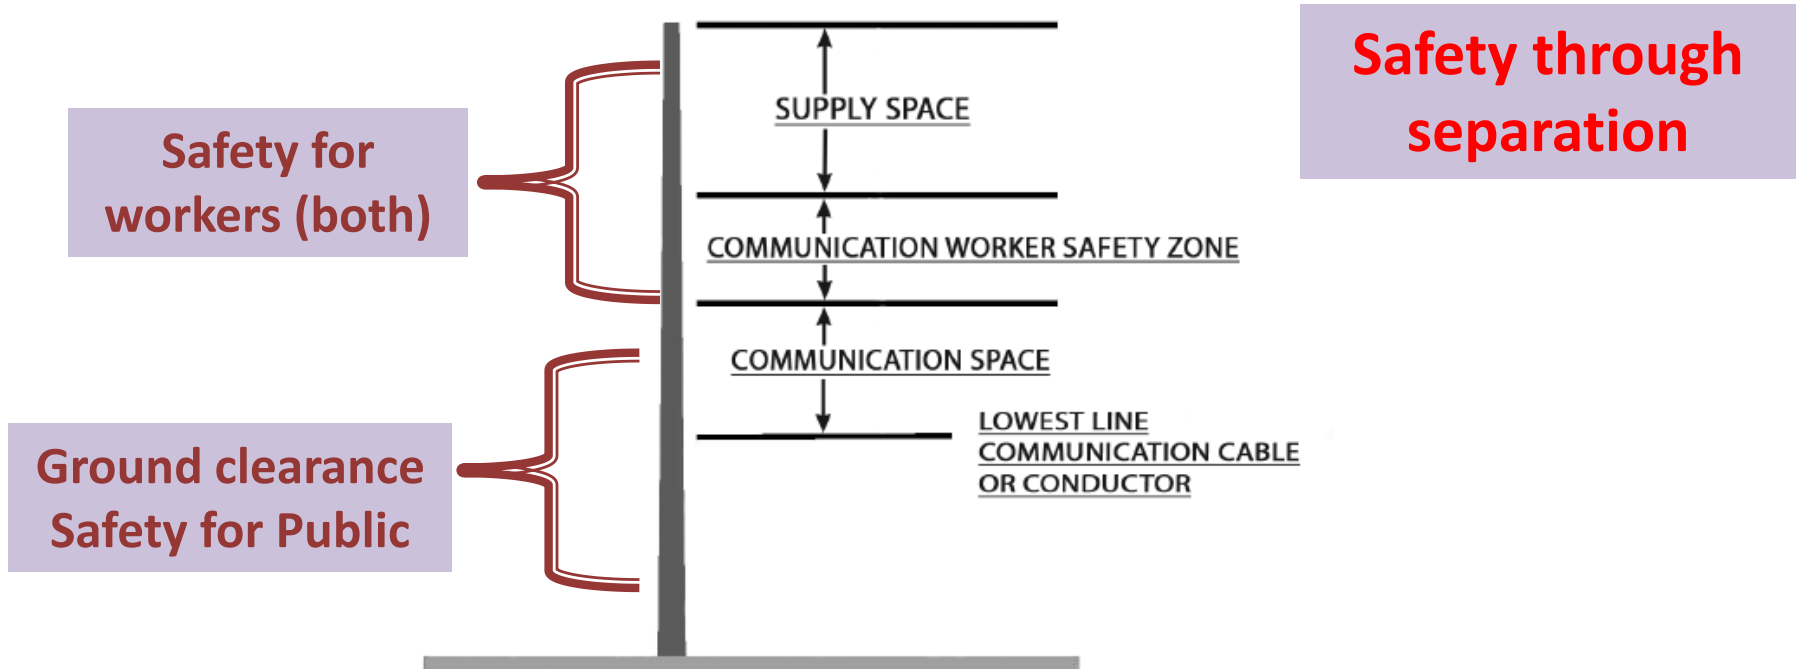 Safety through
separation
SUPPLY SPACE
Safety for
workers (both)
COMMUNICATION WORKER SAFETY ZONE
COMMUNICATION SPACE
LOWEST LINE
COMMUNICATION CABLE
OR CONDUCTOR
Ground clearance
Safety for Public